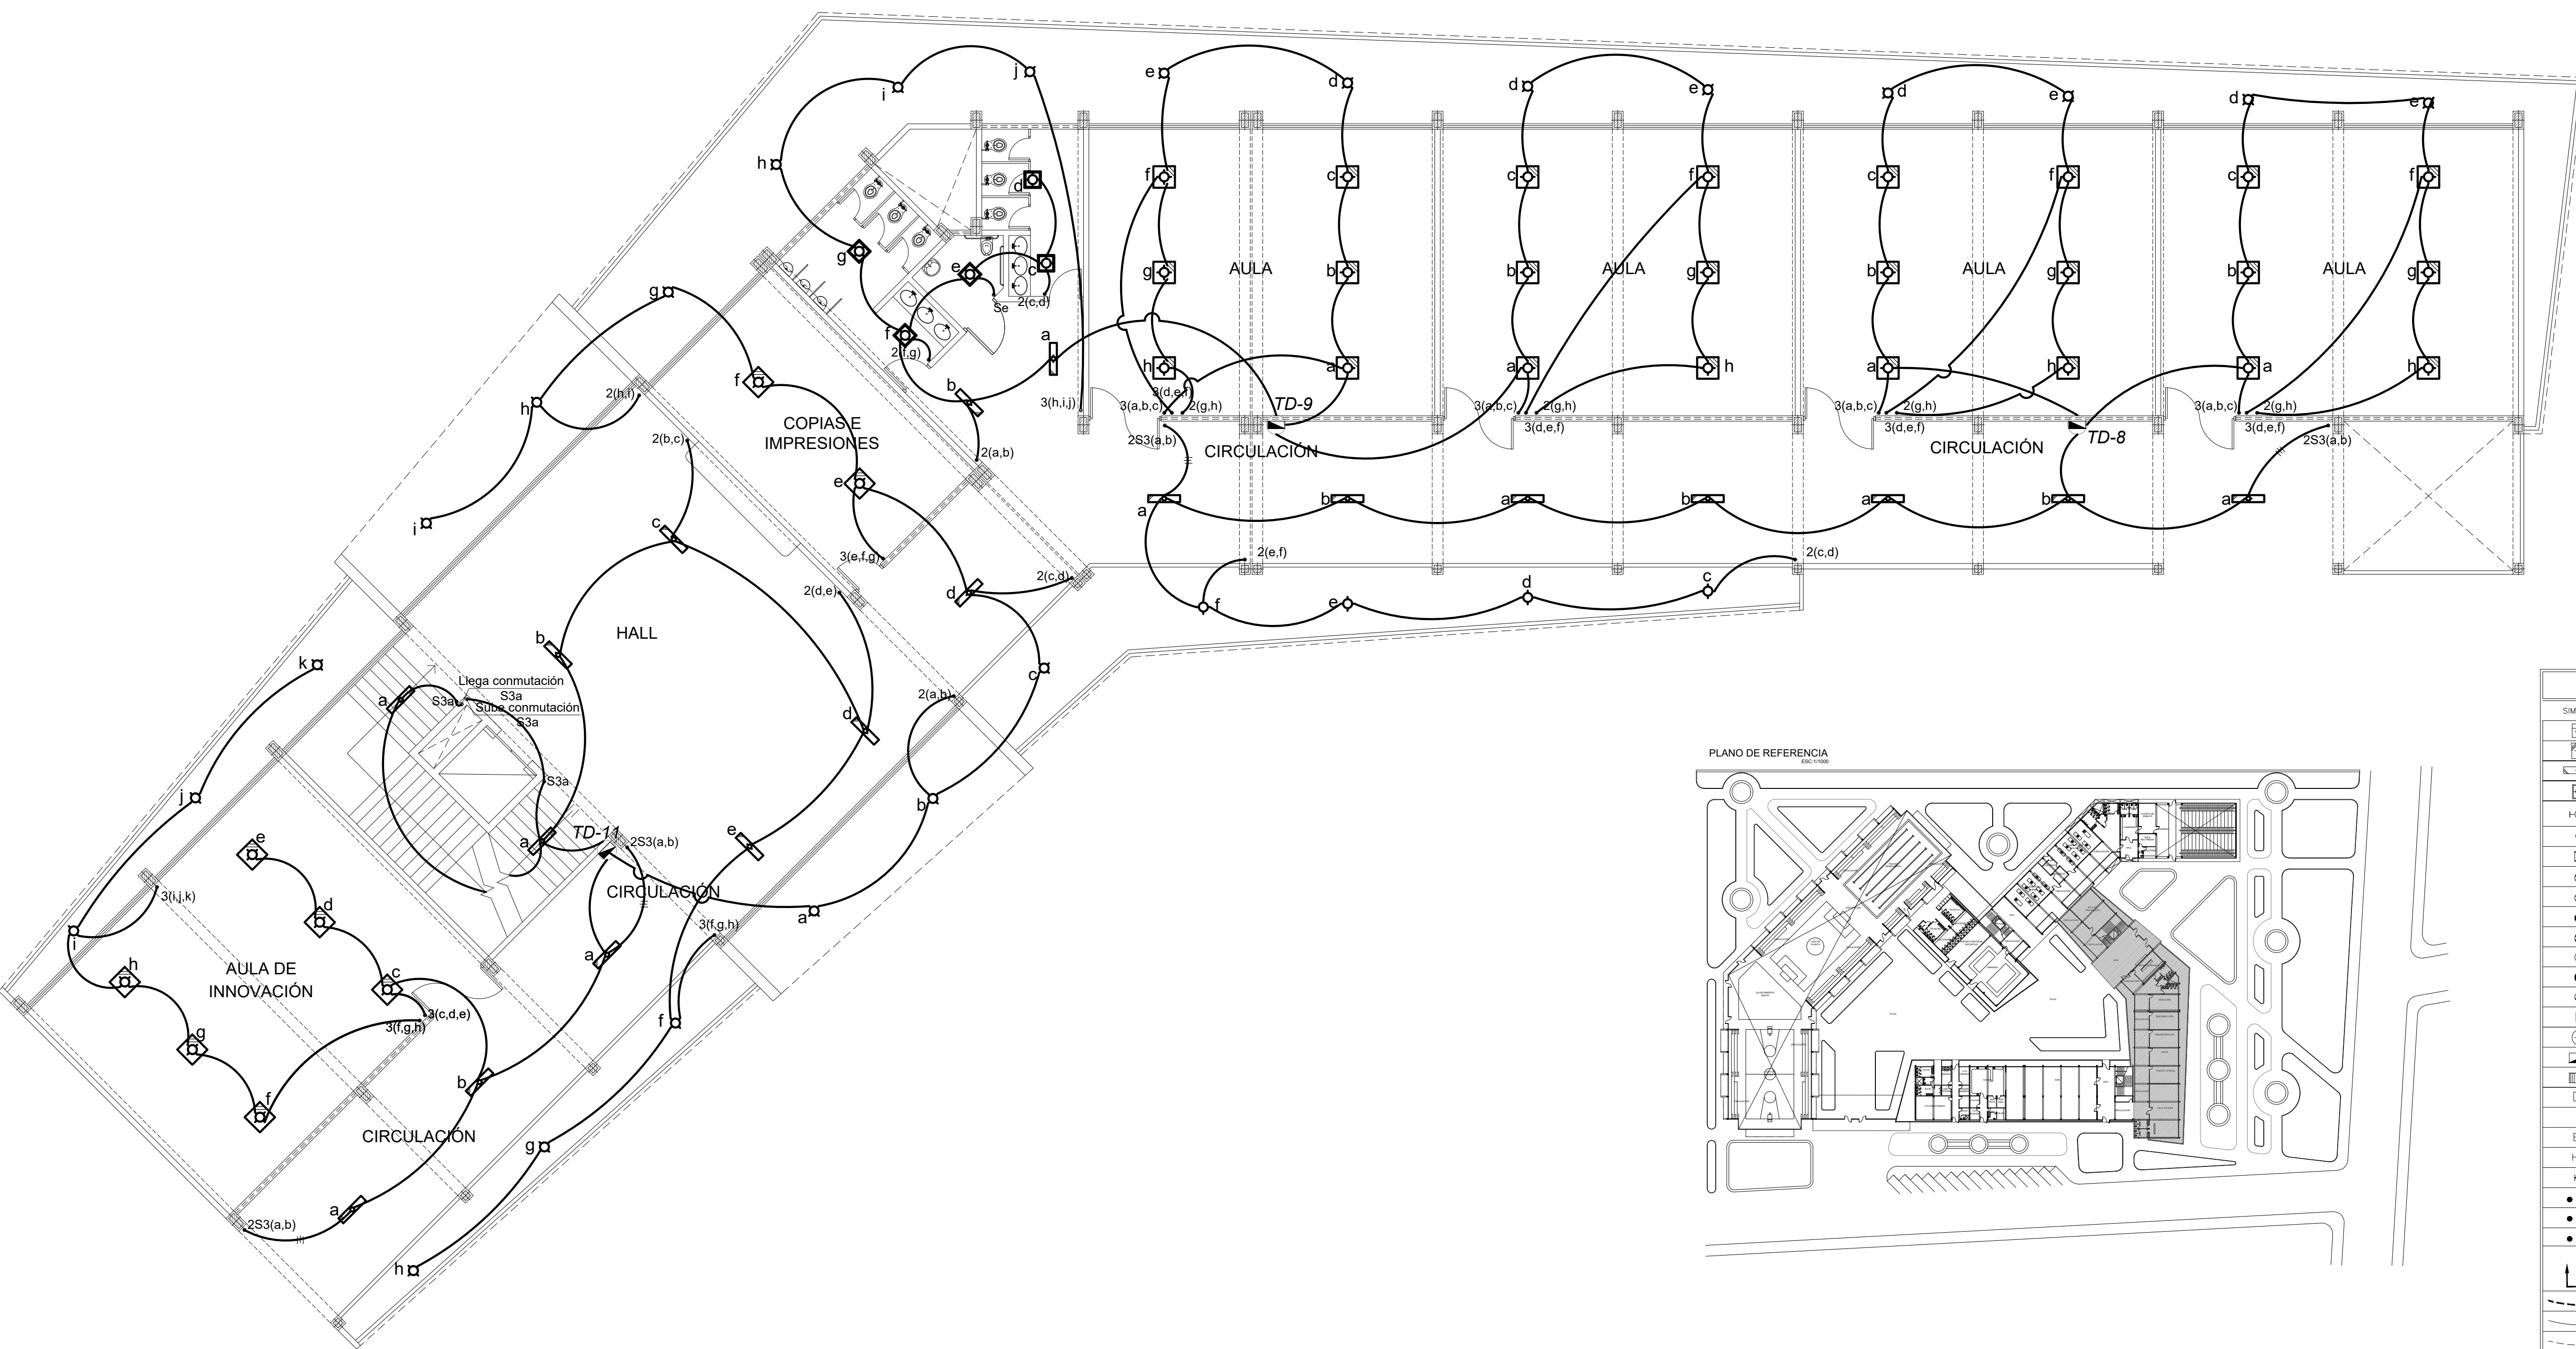 j
i
e
d
d
e
d
e
d
e
h
d
f
c
c
f
c
f
c
f
g
e
c
2(c,d)
Se
g
AULA
b
b
AULA
g
b
AULA
g
b
AULA
g
g
f
2(f,g)
a
h
a
a
h
a
h
a
h
f
b
3(h,i,j)
3(d,e,f)
3(a,b,c)
2(g,h)
TD-9
3(a,b,c)
2(g,h)
3(d,e,f)
3(a,b,c)
2(g,h)
3(d,e,f)
TD-8
3(a,b,c)
2(g,h)
3(d,e,f)
2S3(a,b)
h
2(h,i)
COPIAS E
IMPRESIONES
2(b,c)
2(a,b)
2S3(a,b)
CIRCULACIÓN
CIRCULACIÓN
e
a
b
a
b
a
b
a
i
c
3(e,f,g)
2(c,d)
2(e,f)
2(c,d)
2(d,e)
d
f
e
d
c
HALL
b
k
c
Llega conmutación
S3a
a
S3a
Sube conmutación
S3a
2(a,b)
d
S3a
j
b
a
TD-11
2S3(a,b)
e
e
CIRCULACIÓN
3(i,j,k)
d
a
3(f,g,h)
i
a
h
c
AULA DE
INNOVACIÓN
3(c,d,e)
3(f,g,h)
f
g
b
f
CIRCULACIÓN
g
a
2S3(a,b)
h
PLANO DE REFERENCIA
ESC:1/1000